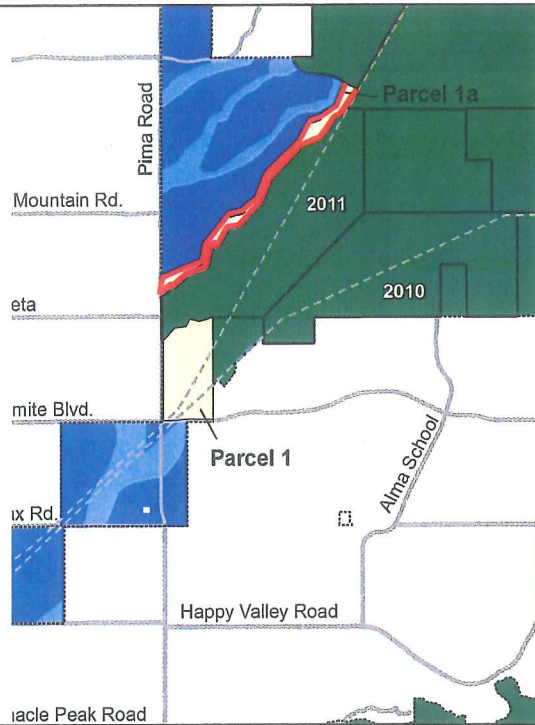 Parcel 1a
Pima Road
Mountain Rd.
2011
eta
2010
mite Blvd.
Parcel 1
Alma School
ax Rd.
Happy Valley Road
nacle Peak Road